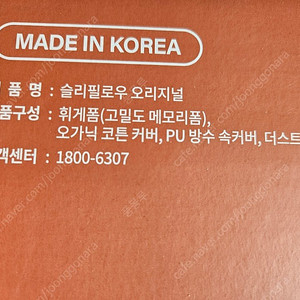 MADE IN KOREA
품 명 : 슬리필로우 오리지널
품구성 : 휘게폼(고밀도 메모리폼),
오가닉 코튼 커버, PU 방수 속커버, 더스트
객센터 : 1800-6307